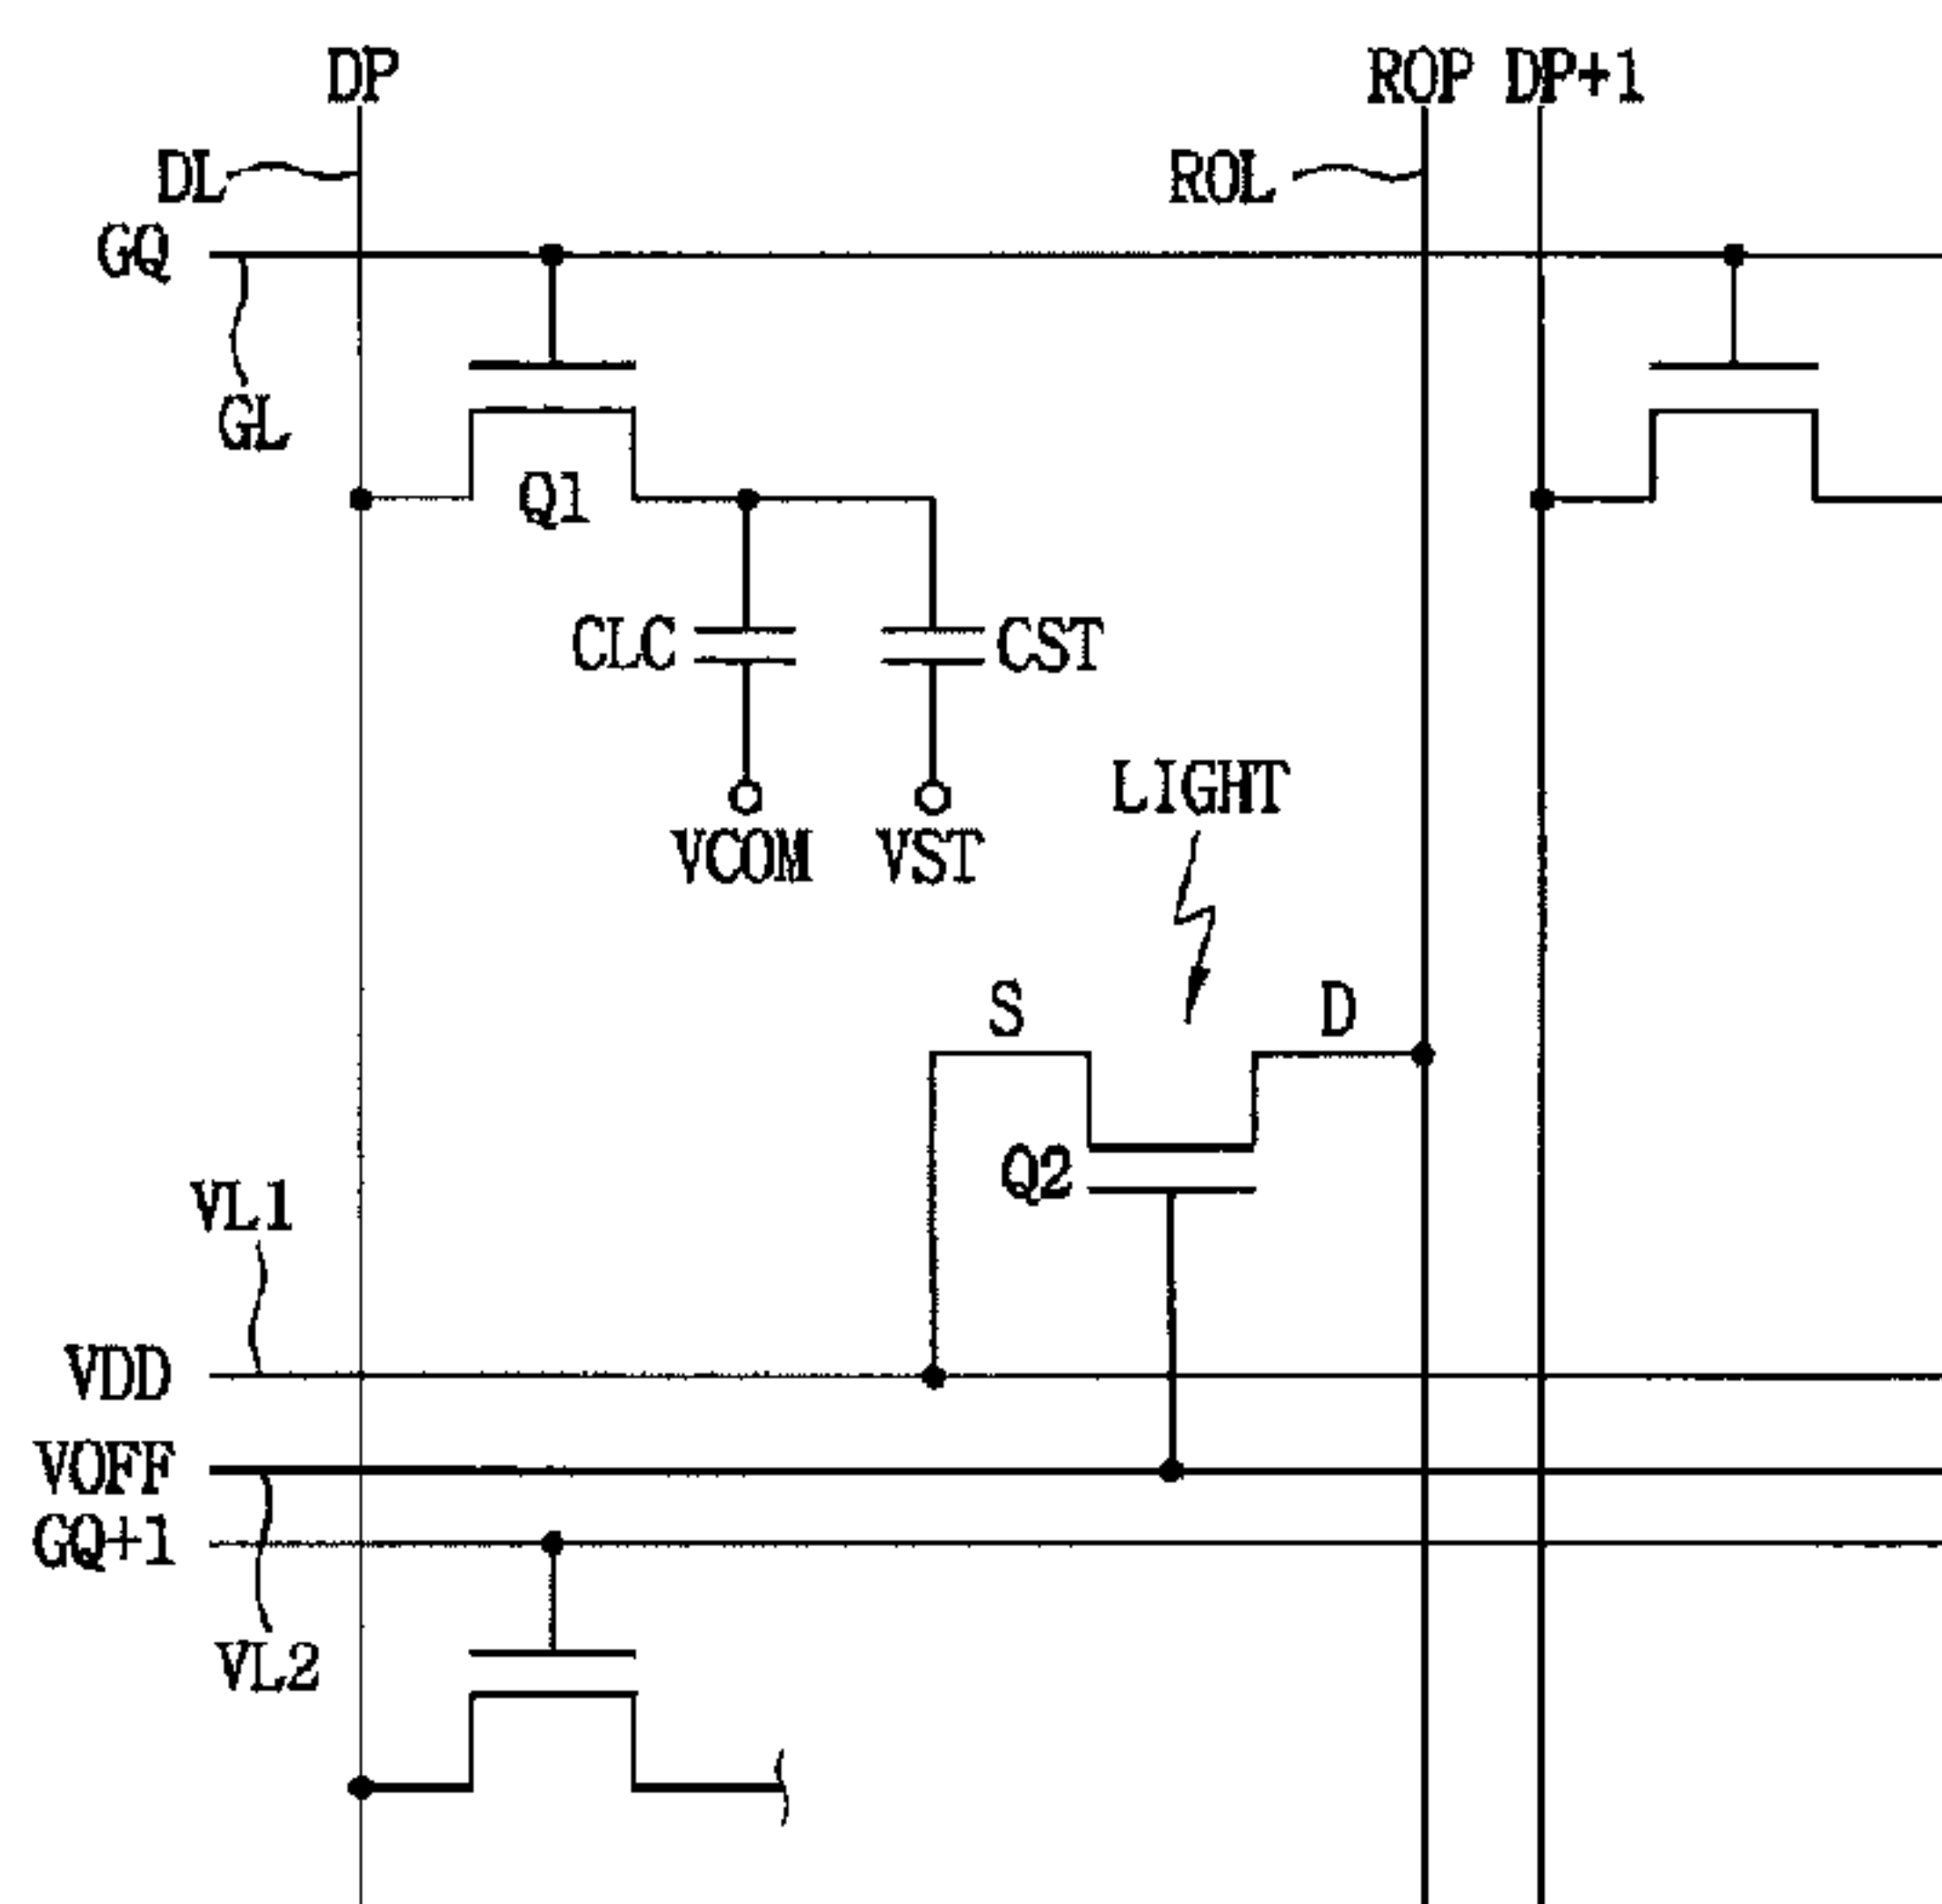 DP
ROP
DP+1
DL
ROL
GQ
GL
Q1
CLC
CST
LIGHT
VCOM
VST
S
D
Q2
VL1
VDD
VOFF
GQ+1
VL2